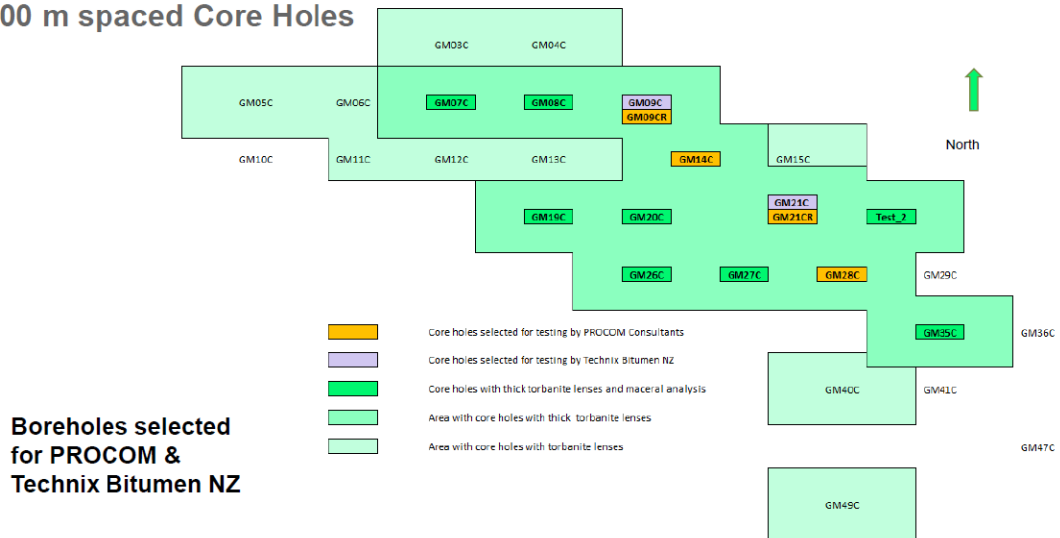 00 m spaced Core Holes
GM03C GM04C
GM05C GM06C GM07C GM08C GM09C
GM09CR
North
GM10C GM11C GM12C GM13C GM14C GM15C
GM21C
GM19C GM20C GM21CR Test_2
GM26C GM27C GM28C GM29C
Core holes selected for testing by PROCOM Consultants
GM35C GM36C
Core holes selected for testing by Technix Bitumen NZ
Core holes with thick torbanite lenses and maceral analysis
GM40C GM41C
Area with core holes with thick torbanite lenses
Area with core holes with torbanite lenses
GM47C
GM49C
Boreholes selected
for PROCOM &
Technix Bitumen NZ